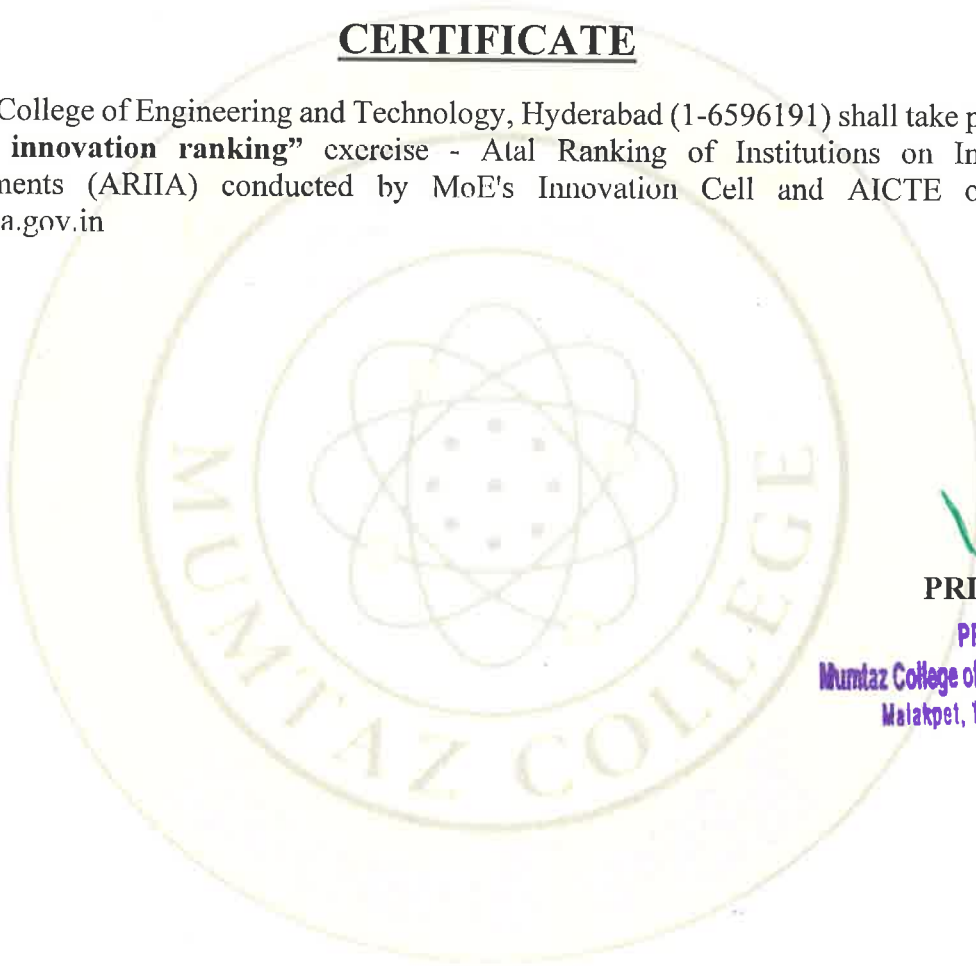 CERTIFICATE
College of Engineering and Technology, Hyderabad (1-6596191) shall take p
innovation ranking” exercise - Atal Ranking of Institutions on In
ments (ARIIA) conducted by MoE's Innovation Cell and AICTE o
a.gov.in
MUMTAZ COLLEGE
PRI
Mumtaz College of
Malakpet,